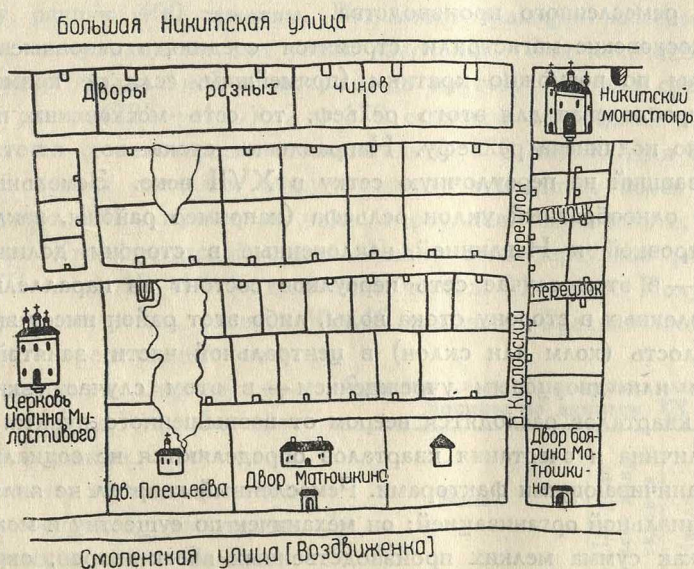 Большая Никитская улица
Дворы разных чинов
Никитский
монастырь
тупик
переулок
Никитский переулок
Церковь
Иоанна Ми-
лостивого
Дв. Плещеева
Двор Матюшкина
Двор боя-
рина Ма-
тюшки-
на
Смоленская улица [Воздвиженка]